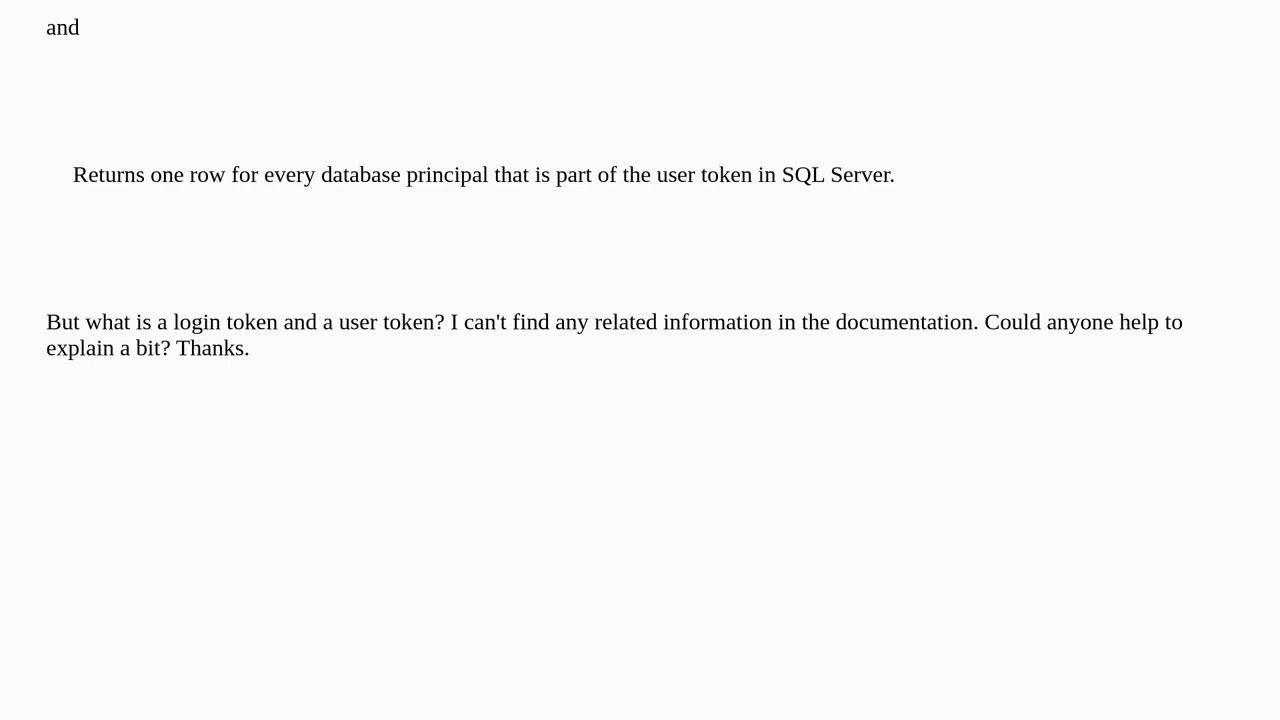 and
Returns one row for every database principal that is part of the user token in SQL Server.
But what is a login token and a user token? I can't find any related information in the documentation. Could anyone help to
explain a bit? Thanks.